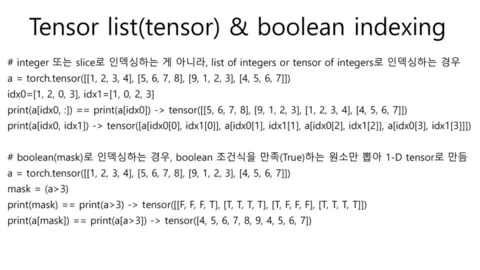 Tensor list(tensor) & boolean indexing
# integer 또는 slice로 인덱싱하는 게 아니라, list of integers or tensor of integers로 인덱싱하는 경우
a = torch.tensor([[1, 2, 3, 4], [5, 6, 7, 8], [9, 1, 2, 3], [4, 5, 6, 7]])
idx0=[1, 2, 0, 3], idx1=[1, 0, 2, 3]
print(a[idx0, :]) == print(a[idx0]) -> tensor([[5, 6, 7, 8], [9, 1, 2, 3], [1, 2, 3, 4], [4, 5, 6, 7]])
print(a[idx0, idx1]) -> tensor([a[idx0[0], idx1[0]], a[idx0[1], idx1[1], a[idx0[2], idx1[2]], a[idx0[3], idx1[3]]])
# boolean(mask)로 인덱싱하는 경우, boolean 조건식을 만족(True)하는 원소만 뽑아 1-D tensor로 만듬
a = torch.tensor([[1, 2, 3, 4], [5, 6, 7, 8], [9, 1, 2, 3], [4, 5, 6, 7]])
mask = (a>3)
print(mask) == print(a>3) -> tensor([[F, F, F, T], [T, T, T, T], [T, F, F, F], [T, T, T, T]])
print(a[mask]) == print(a[a>3]) -> tensor([4, 5, 6, 7, 8, 9, 4, 5, 6, 7])